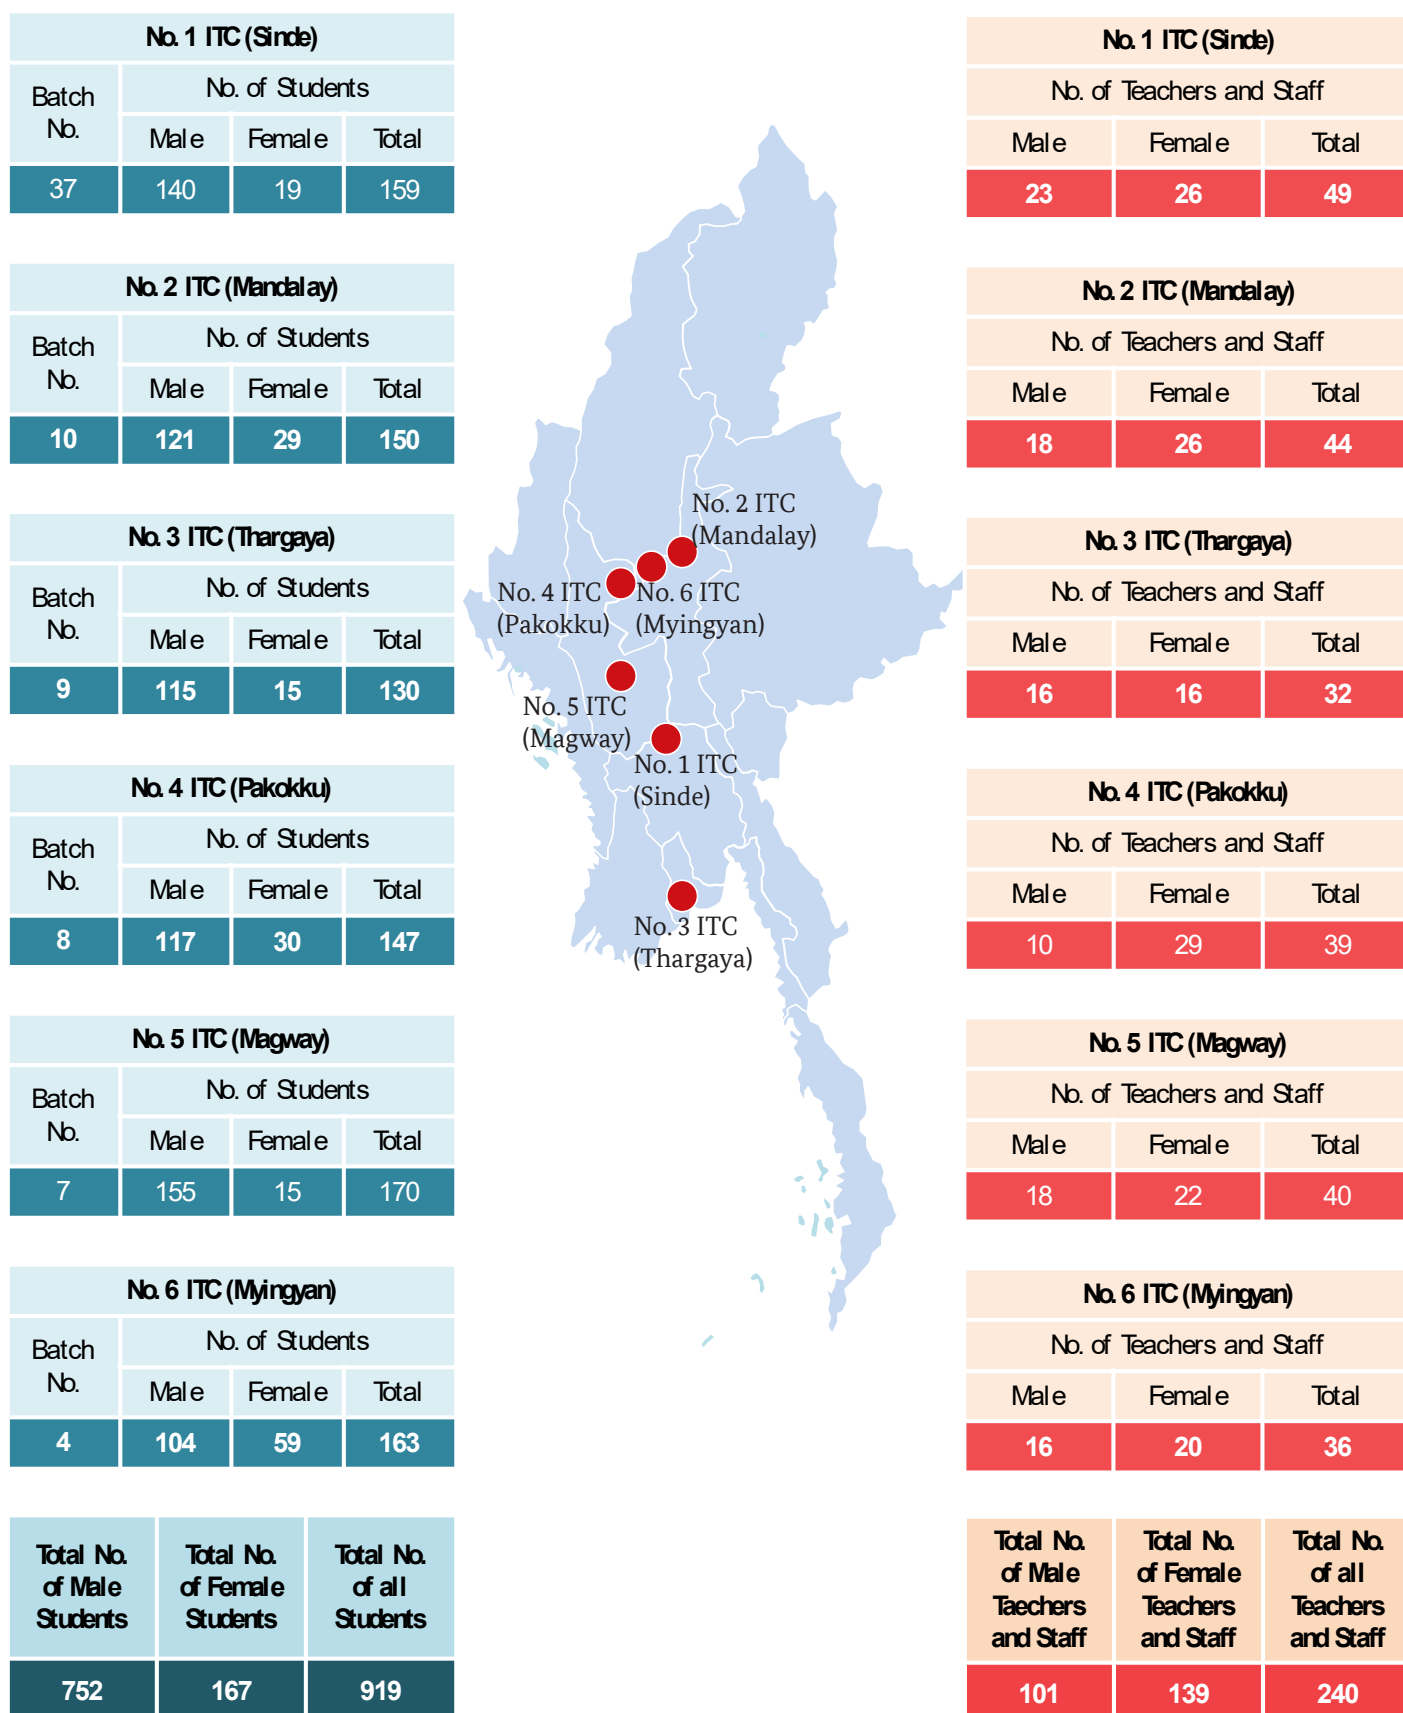 No. 1 ITC (Sinde)
Batch No.
No. of Students
Male Female Total
37 140 19 159
No. 2 ITC (Mandalay)
Batch No.
No. of Students
Male Female Total
10 121 29 150
No. 3 ITC (Thargaya)
Batch No.
No. of Students
Male Female Total
9 115 15 130
No. 4 ITC (Pakokku)
Batch No.
No. of Students
Male Female Total
8 117 30 147
No. 5 ITC (Magway)
Batch No.
No. of Students
Male Female Total
7 155 15 170
No. 6 ITC (Myingyan)
Batch No.
No. of Students
Male Female Total
4 104 59 163
Total No. of Male Students
Total No. of Female Students
Total No. of all Students
752 167 919
No. 2 ITC
(Mandalay)
No. 4 ITC
(Pakokku)
No. 6 ITC
(Myingyan)
No. 5 ITC
(Magway)
No. 1 ITC
(Sinde)
No. 3 ITC
(Thargaya)
No. 1 ITC (Sinde)
No. of Teachers and Staff
Male Female Total
23 26 49
No. 2 ITC (Mandalay)
No. of Teachers and Staff
Male Female Total
18 26 44
No. 3 ITC (Thargaya)
No. of Teachers and Staff
Male Female Total
16 16 32
No. 4 ITC (Pakokku)
No. of Teachers and Staff
Male Female Total
10 29 39
No. 5 ITC (Magway)
No. of Teachers and Staff
Male Female Total
18 22 40
No. 6 ITC (Myingyan)
No. of Teachers and Staff
Male Female Total
16 20 36
Total No. of Male Taechers and Staff
Total No. of Female Teachers and Staff
Total No. of all Teachers and Staff
101 139 240